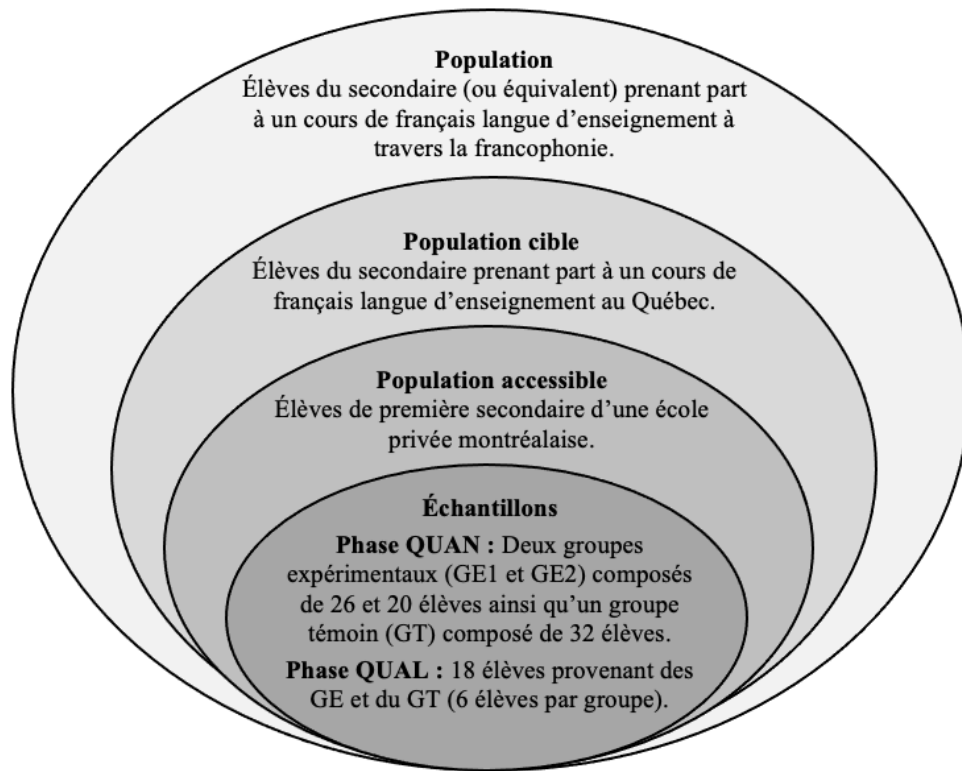 Population
Élèves du secondaire (ou équivalent) prenant part
à un cours de français langue d’enseignement à
travers la francophonie.
Population cible
Élèves du secondaire prenant part à un cours de
français langue d’enseignement au Québec.
Population accessible
Élèves de première secondaire d’une école
privée montréalaise.
Échantillons
Phase QUAN : Deux groupes
expérimentaux (GE1 et GE2) composés
de 26 et 20 élèves ainsi qu’un groupe
témoin (GT) composé de 32 élèves.
Phase QUAL : 18 élèves provenant des
GE et du GT (6 élèves par groupe).